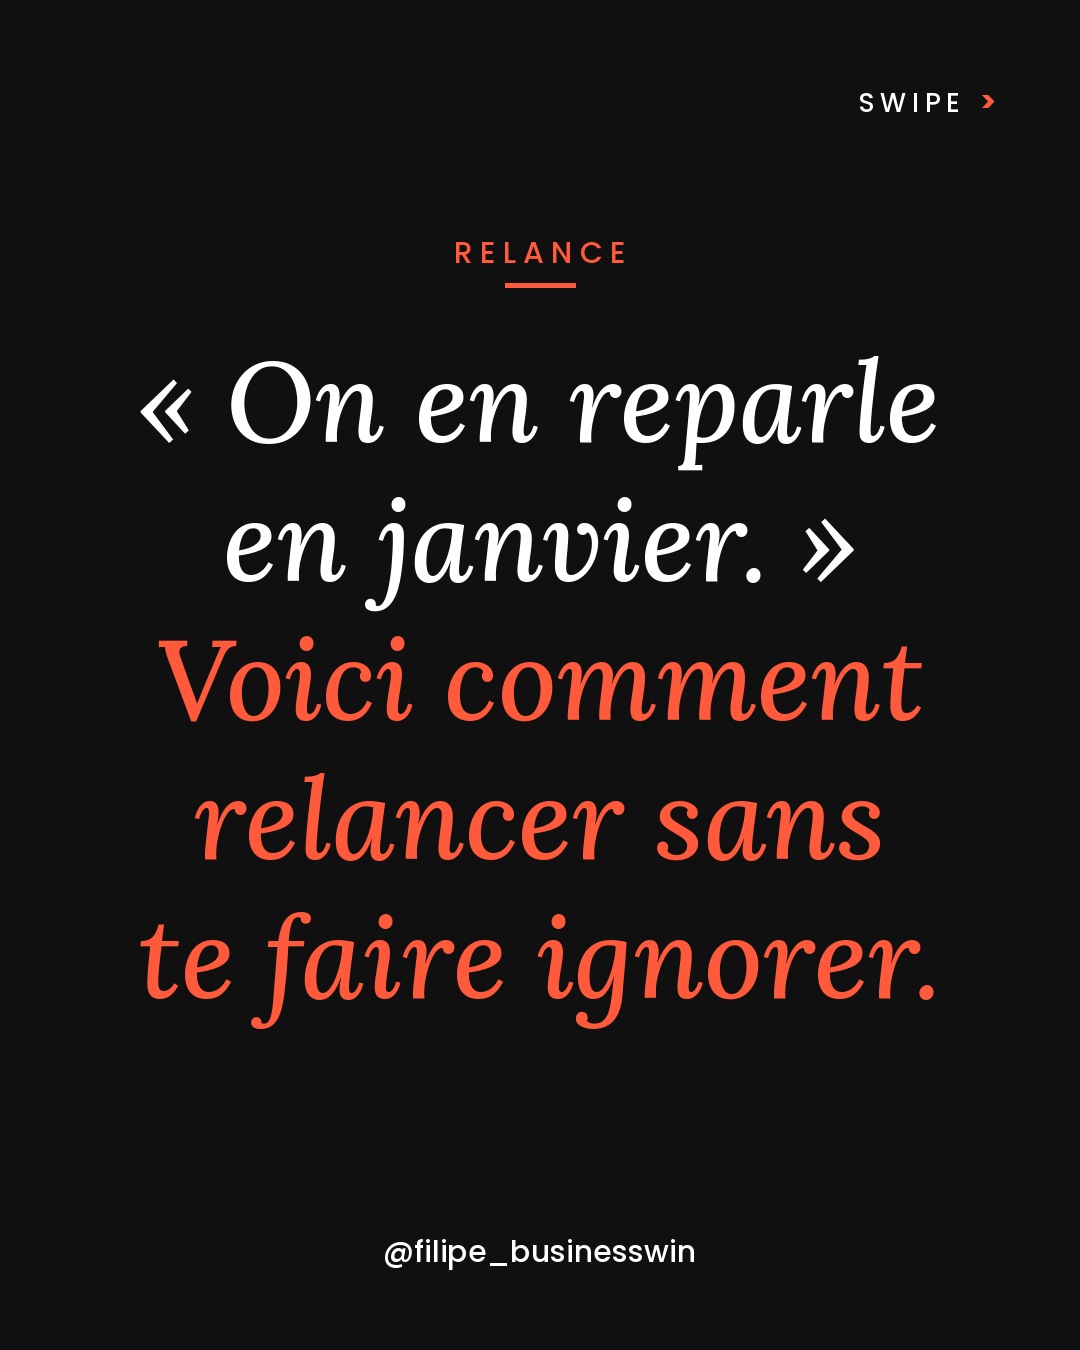 SWIPE >
RELANCE
« On en reparle
en janvier. »
Voici comment
relancer sans
te faire ignorer.
@filipe_businesswin